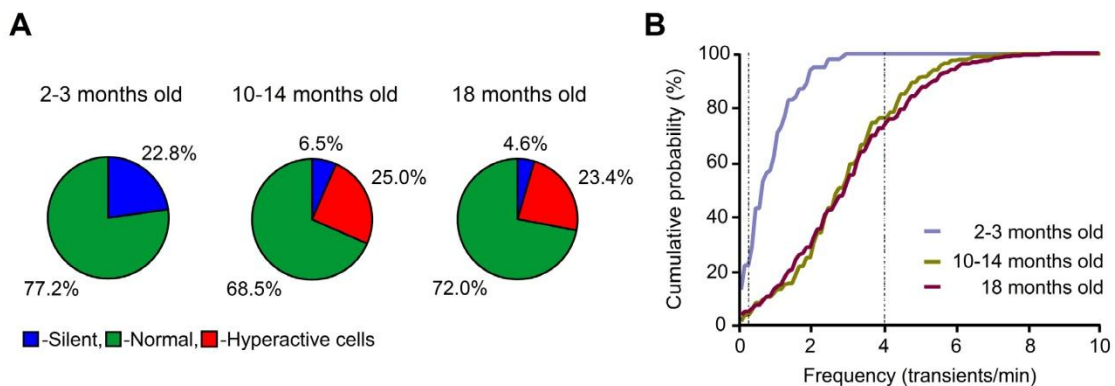 A
2-3 months old
10-14 months old
18 months old
22.8%
77.2%
6.5%
25.0%
68.5%
4.6%
23.4%
72.0%
-Silent, -Normal, -Hyperactive cells
B
Cumulative probability (%)
100
80
60
40
20
0
0 2 4 6 8 10
Frequency (transients/min)
2-3 months old
10-14 months old
18 months old